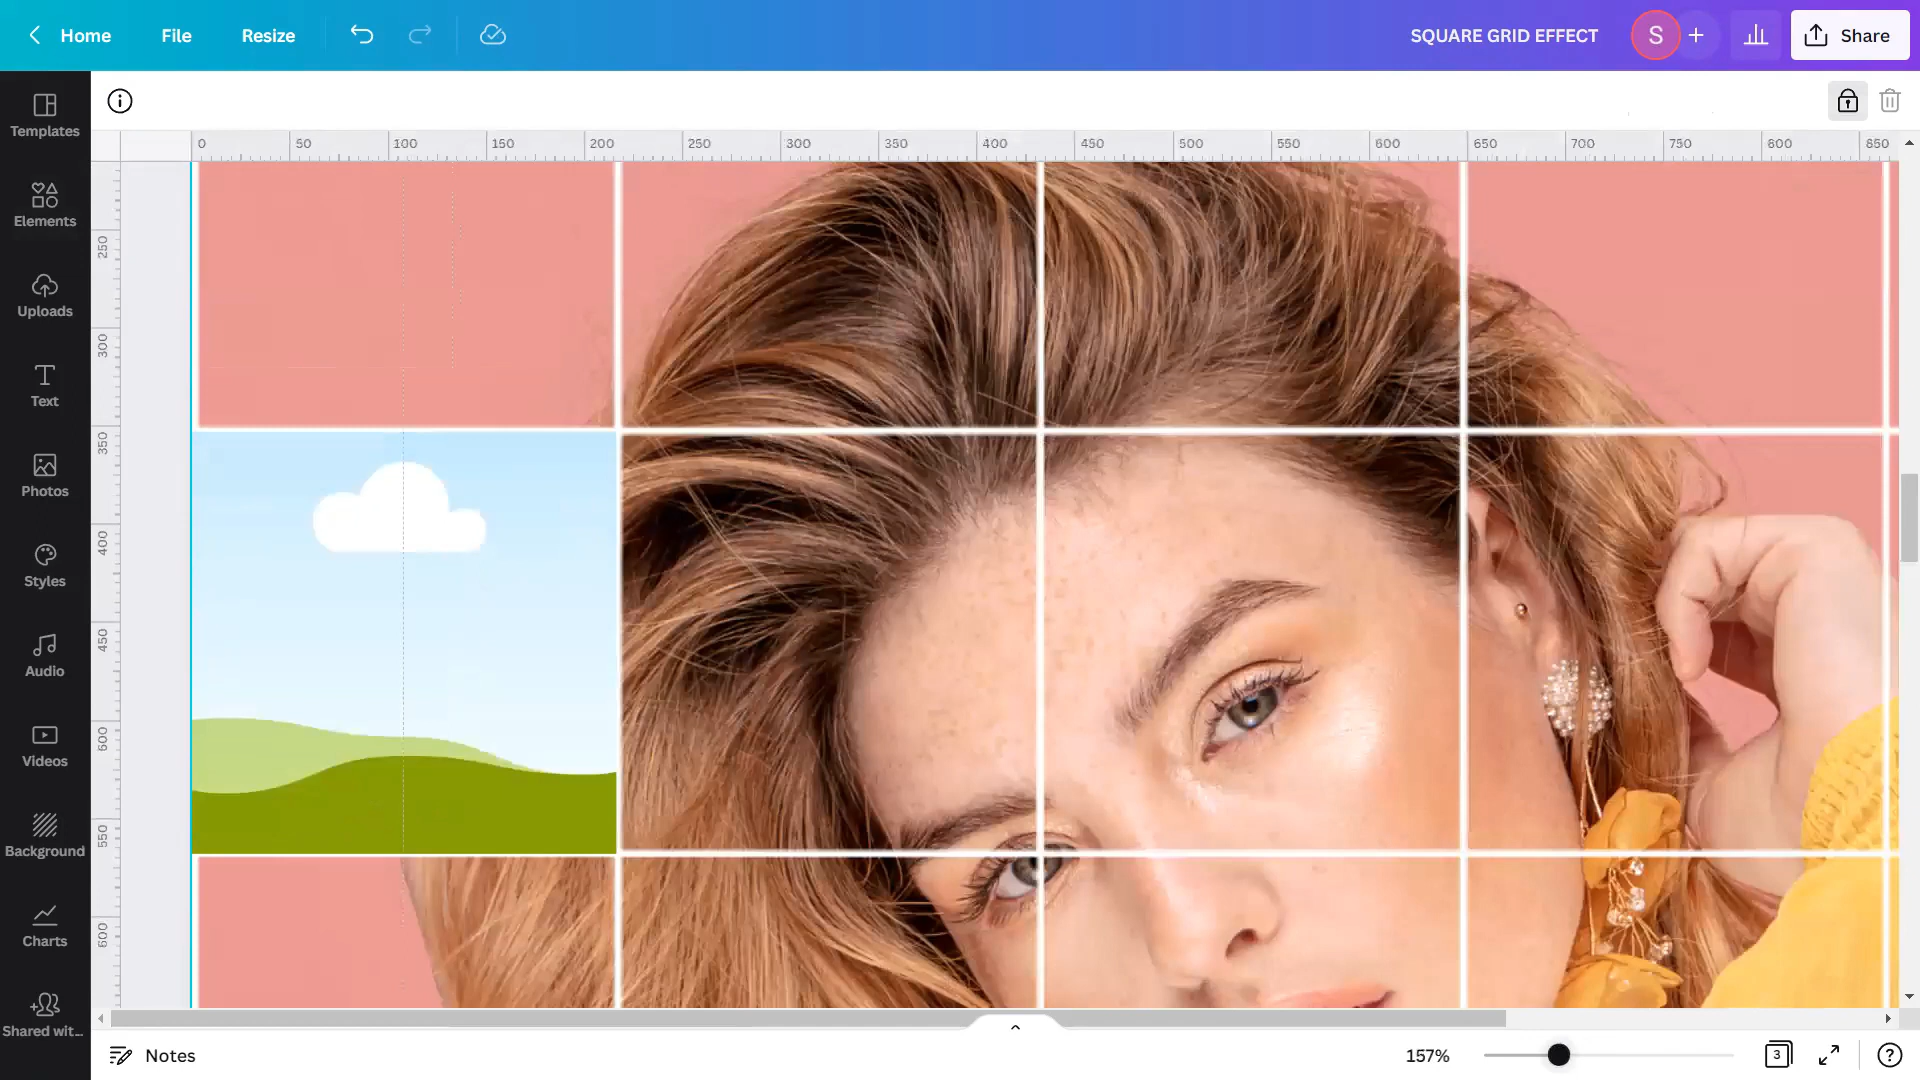 Home
File
Resize
SQUARE GRID EFFECT
S
Share
Templates
Elements
Uploads
Text
Photos
Styles
Audio
Videos
Background
Charts
Shared wit...
0 50 100 150 200 250 300 350 400 450 500 550 600 650 700 750 800 850
250
300
350
400
450
500
550
600
Notes
157%
3
?